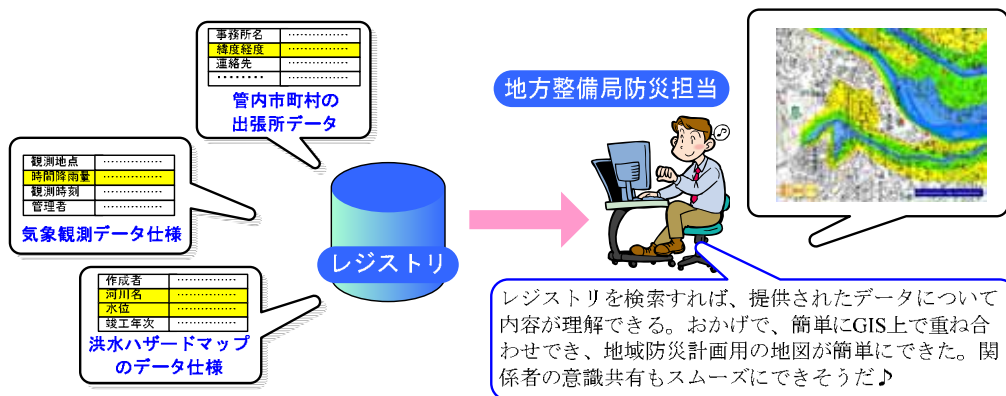 事務所名 ……………
緯度経度 ……………
連絡先 ……………
……… ……………
管内市町村の
出張所データ
観測地点 ……………
時間降雨量 ……………
観測時刻 ……………
管理者 ……………
気象観測データ仕様
作成者 ……………
河川名 ……………
水位 ……………
竣工年次 ……………
洪水ハザードマップ
のデータ仕様
レジストリ
地方整備局防災担当
レジストリを検索すれば、提供されたデータについて
内容が理解できる。おかげで、簡単にGIS上で重ね合
わせでき、地域防災計画用の地図が簡単にできた。関
係者の意識共有もスムーズにできそうだ♪